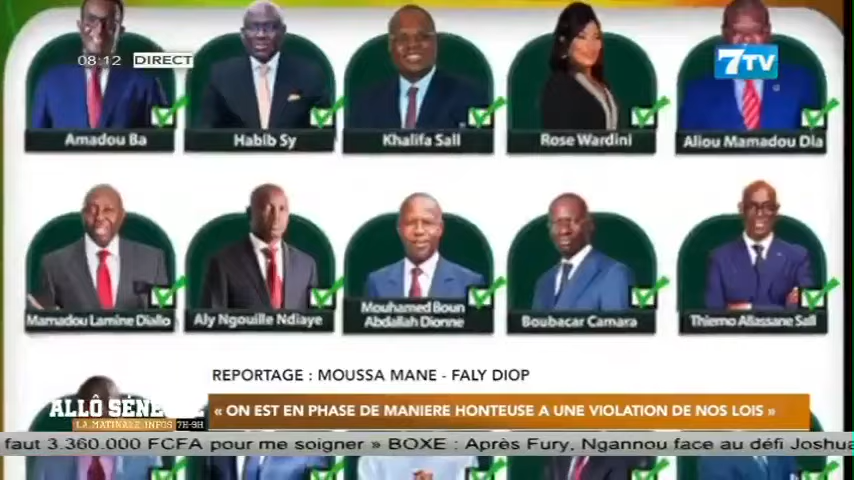 08:12 DIRECT
7TV
Amadou Ba
Habib Sy
Khalifa Sall
Rose Wardini
Aliou Mamadou Dia
Mamadou Lamine Diallo
Aly Ngouille Ndiaye
Mouhamed Boun
Abdallah Dionne
Boubacar Camara
Thierno Allassane Sall
REPORTAGE : MOUSSA MANE - FALY DIOP
ALLÔ SÉNÉGAL
LA MATINALE INFOS 7H-9H
« ON EST EN PHASE DE MANIERE HONTEUSE A UNE VIOLATION DE NOS LOIS »
faut 3.360.000 FCFA pour me soigner » BOXE : Après Fury, Ngannou face au défi Joshua